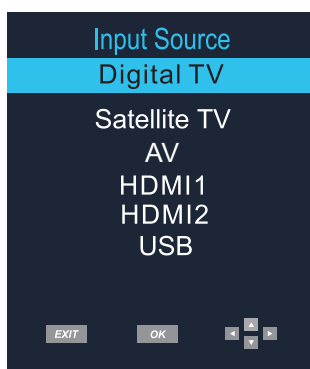 Input Source
Digital TV
Satellite TV
AV
HDMI1
HDMI2
USB
EXIT OK